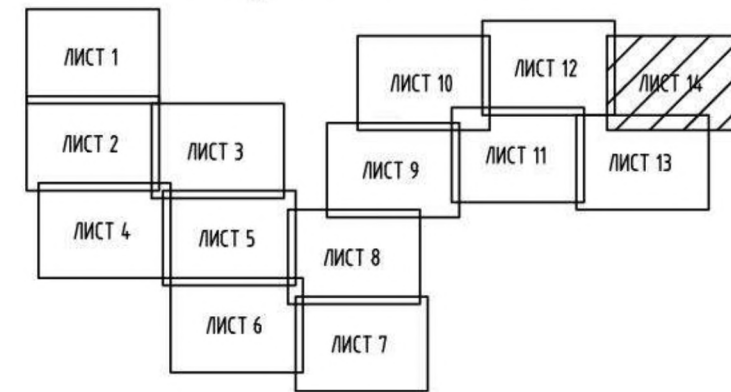 ЛИСТ 1
ЛИСТ 2
ЛИСТ 3
ЛИСТ 4
ЛИСТ 5
ЛИСТ 6
ЛИСТ 7
ЛИСТ 8
ЛИСТ 9
ЛИСТ 10
ЛИСТ 11
ЛИСТ 12
ЛИСТ 13
ЛИСТ 14